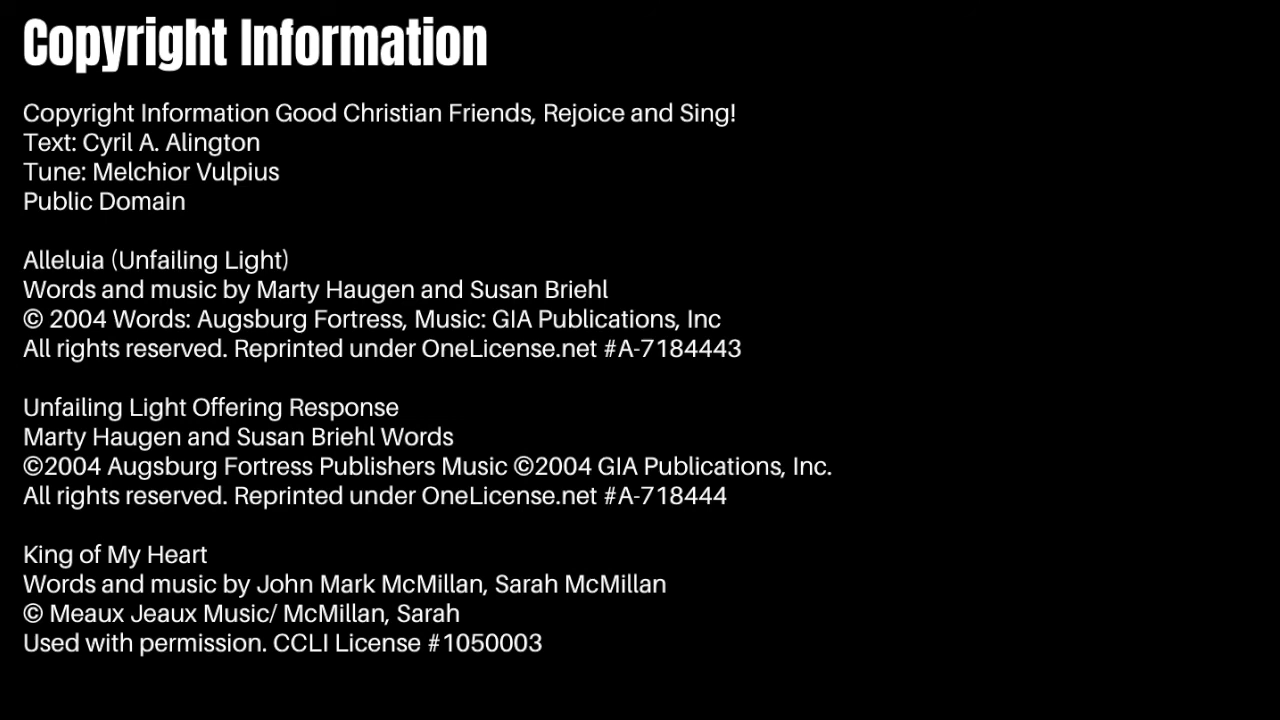 Copyright Information
Copyright Information Good Christian Friends, Rejoice and Sing!
Text: Cyril A. Alington
Tune: Melchior Vulpius
Public Domain
Alleluia (Unfailing Light)
Words and music by Marty Haugen and Susan Briehl
© 2004 Words: Augsburg Fortress, Music: GIA Publications, Inc
All rights reserved. Reprinted under OneLicense.net #A-7184443
Unfailing Light Offering Response
Marty Haugen and Susan Briehl Words
©2004 Augsburg Fortress Publishers Music ©2004 GIA Publications, Inc.
All rights reserved. Reprinted under OneLicense.net #A-718444
King of My Heart
Words and music by John Mark McMillan, Sarah McMillan
© Meaux Jeaux Music/ McMillan, Sarah
Used with permission. CCLI License #1050003